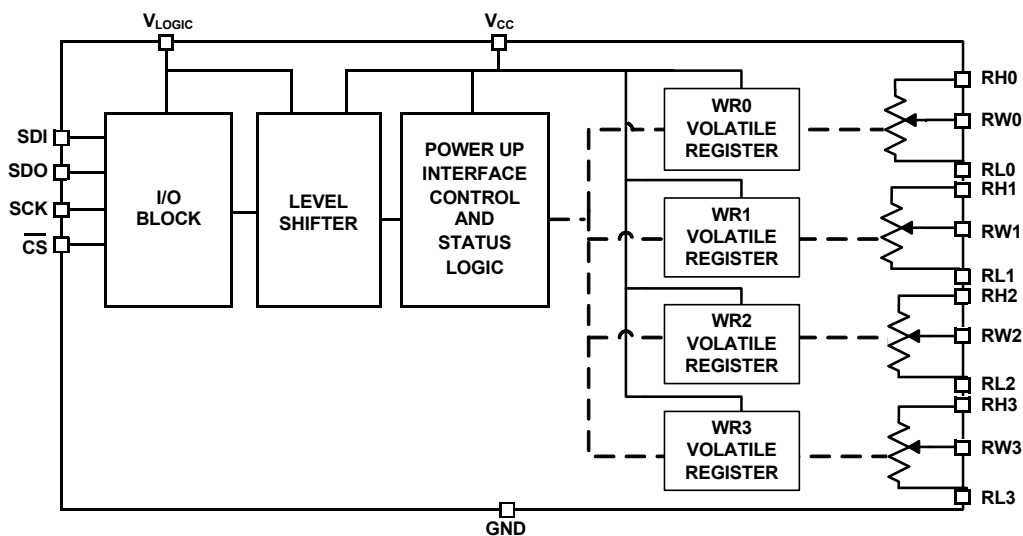 VLOGIC
VCC
SDI
SDO
SCK
CS
I/O
BLOCK
LEVEL
SHIFTER
POWER UP
INTERFACE
CONTROL
AND
STATUS
LOGIC
WR0
VOLATILE
REGISTER
WR1
VOLATILE
REGISTER
WR2
VOLATILE
REGISTER
WR3
VOLATILE
REGISTER
RH0
RW0
RL0
RH1
RW1
RL1
RH2
RW2
RL2
RH3
RW3
RL3
GND